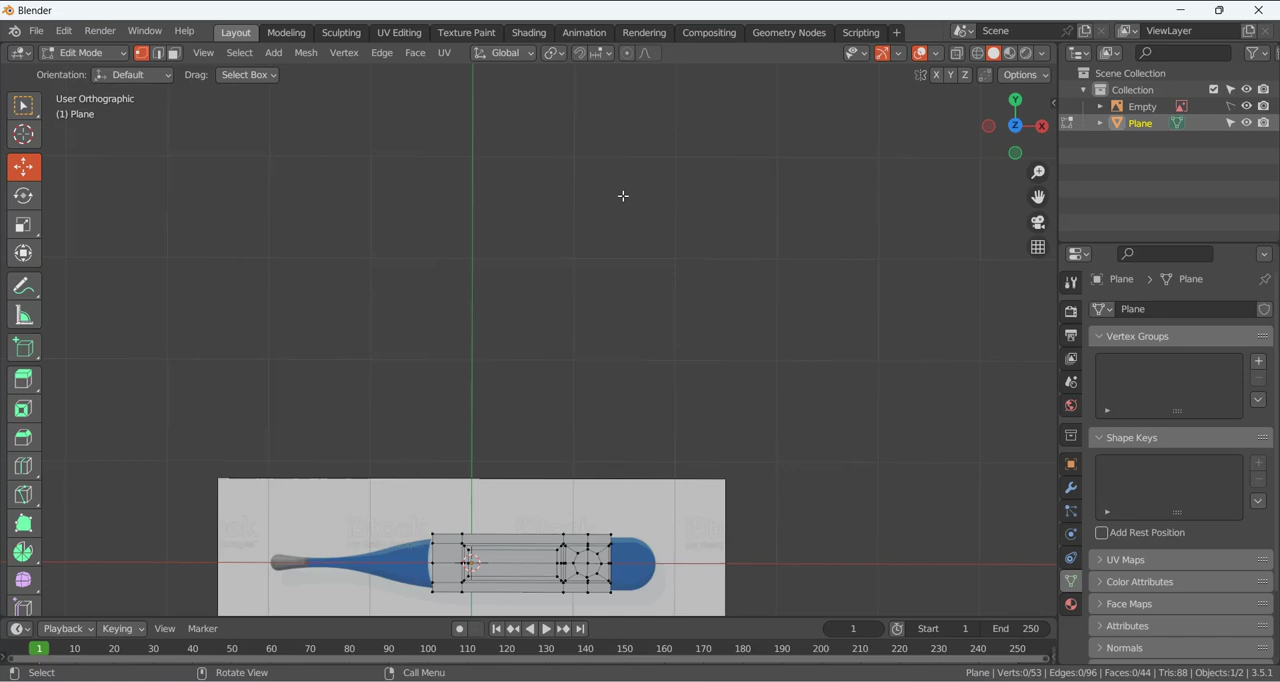 Blender
File Edit Render Window Help Layout Modeling Sculpting UV Editing Texture Paint Shading Animation Rendering Compositing Geometry Nodes Scripting + Scene ViewLayer
Edit Mode View Select Add Mesh Vertex Edge Face UV Global
Orientation: Default Drag: Select Box X Y Z Options
User Orthographic
(1) Plane
Y
Z
X
Scene Collection
Collection
Empty
Plane
Plane > Plane
Plane
Vertex Groups
Shape Keys
Add Rest Position
UV Maps
Color Attributes
Face Maps
Attributes
Normals
Playback Keying View Marker 1 Start 1 End 250
1 10 20 30 40 50 60 70 80 90 100 110 120 130 140 150 160 170 180 190 200 210 220 230 240 250
Select Rotate View Call Menu Plane | Verts:0/53 | Edges:0/96 | Faces:0/44 | Tris:88 | Objects:1/2 | 3.5.1